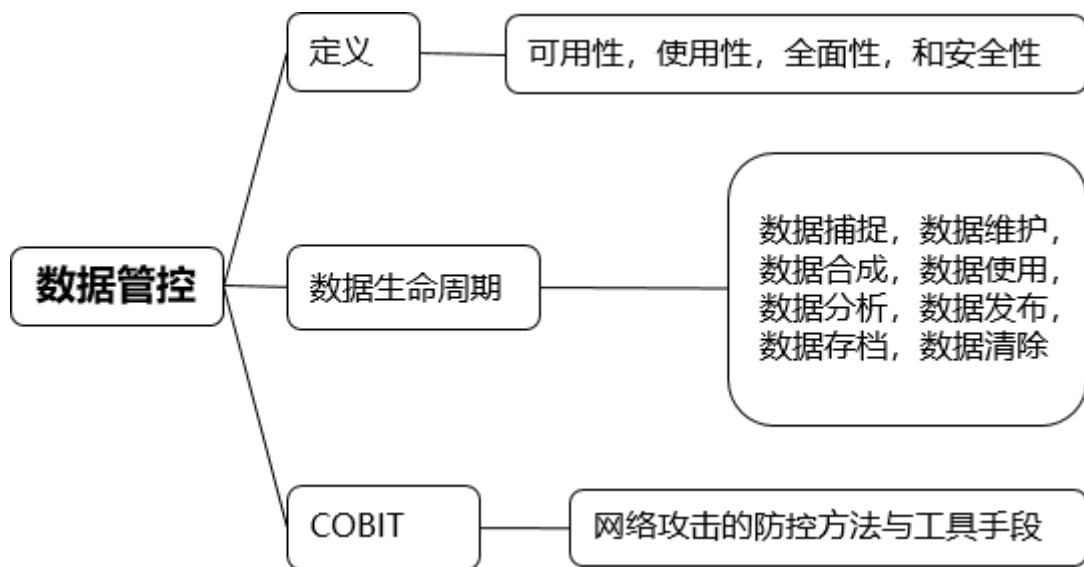 定义
可用性，使用性，全面性，和安全性
数据管控
数据生命周期
数据捕捉，数据维护，
数据合成，数据使用，
数据分析，数据发布，
数据存档，数据清除
COBIT
网络攻击的防控方法与工具手段